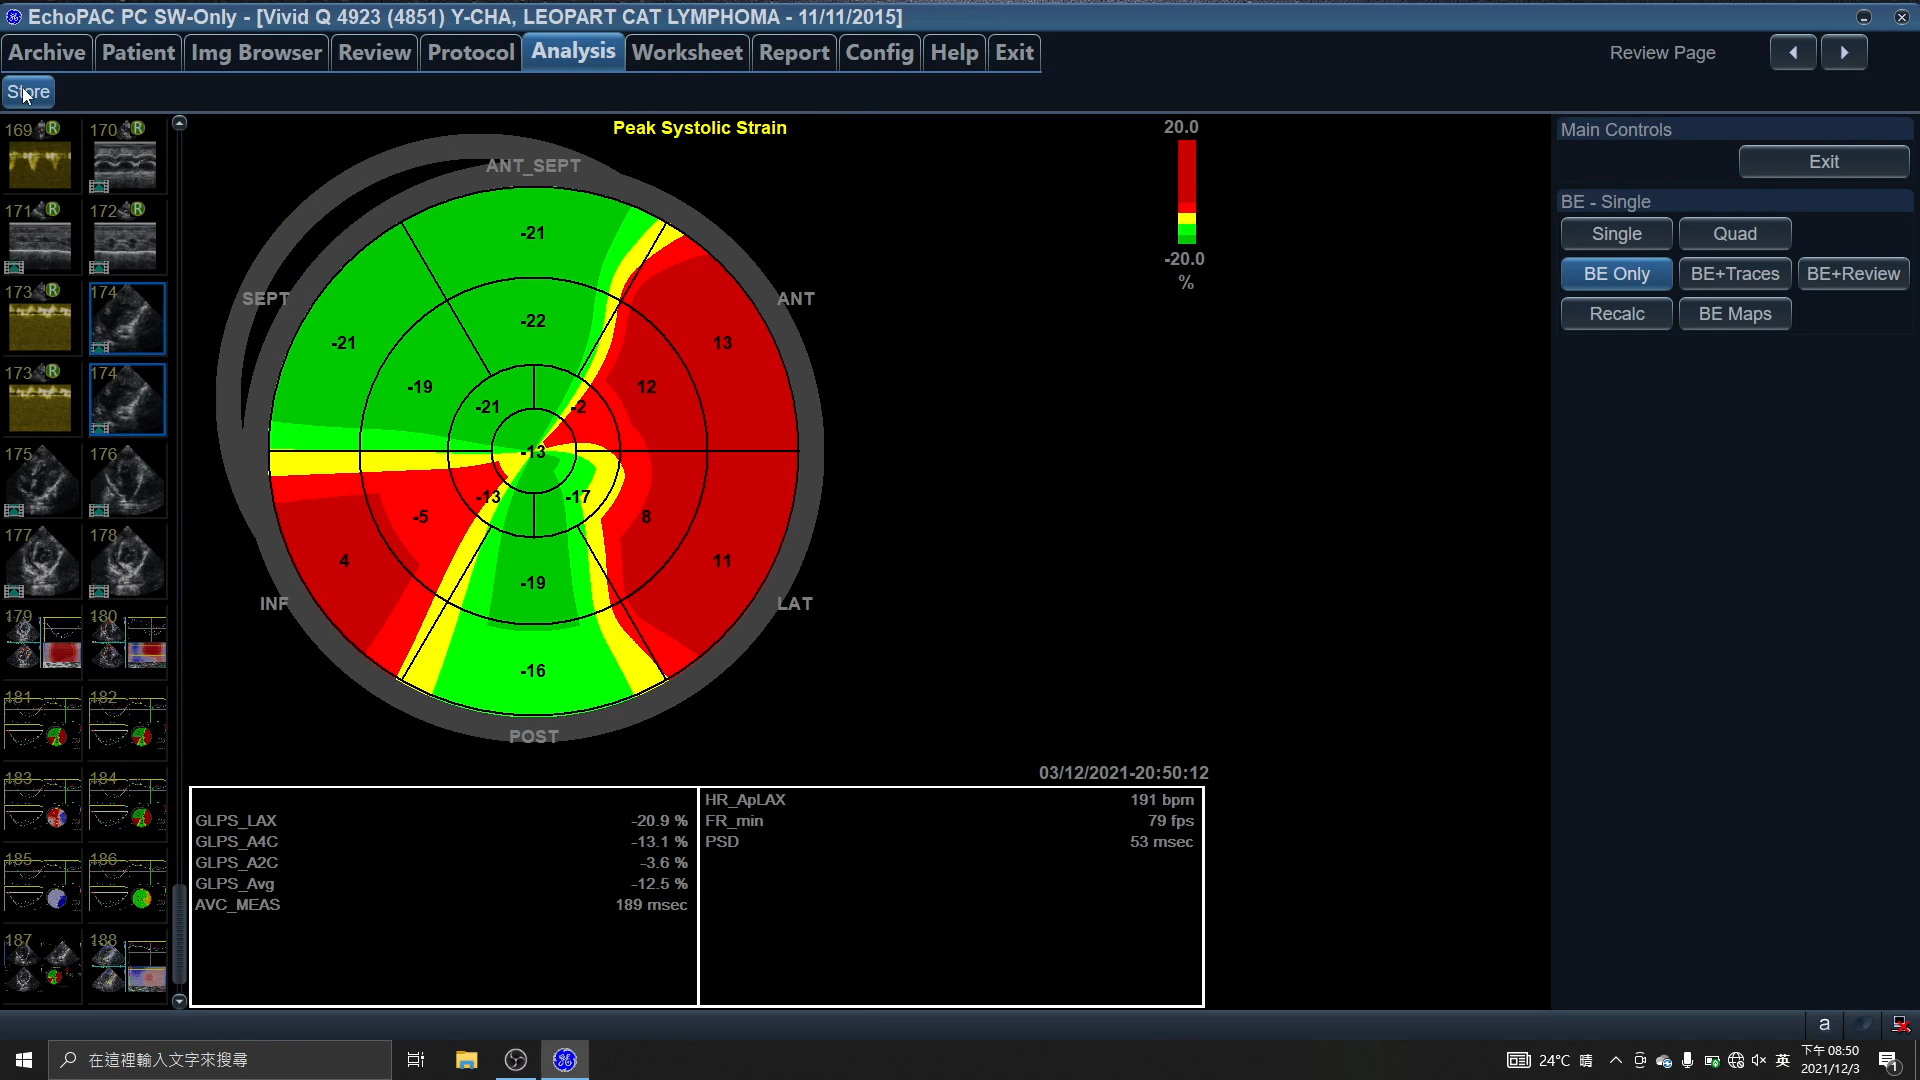 EchoPAC PC SW-Only - [Vivid Q 4923 (4851) Y-CHA, LEOPART CAT LYMPHOMA - 11/11/2015]
Archive Patient Img Browser Review Protocol Analysis Worksheet Report Config Help Exit Review Page
Store
169 R 170 R
171 R 172 R
173 R 174
173 R 174
175 176
177 178
179 180
181 182
183 184
185 186
187 188
Peak Systolic Strain
20.0
-20.0
%
ANT_SEPT
SEPT
ANT
INF
LAT
POST
-21
-22
-21
13
-19
12
-21
-2
-13
-13
-17
-5
8
4
11
-19
-16
03/12/2021-20:50:12
GLPS_LAX -20.9 %
GLPS_A4C -13.1 %
GLPS_A2C -3.6 %
GLPS_Avg -12.5 %
AVC_MEAS 189 msec
HR_ApLAX 191 bpm
FR_min 79 fps
PSD 53 msec
Main Controls
Exit
BE - Single
Single Quad
BE Only BE+Traces BE+Review
Recalc BE Maps
a
在這裡輸入文字來搜尋
24°C 晴
英
下午 08:50
2021/12/3
1